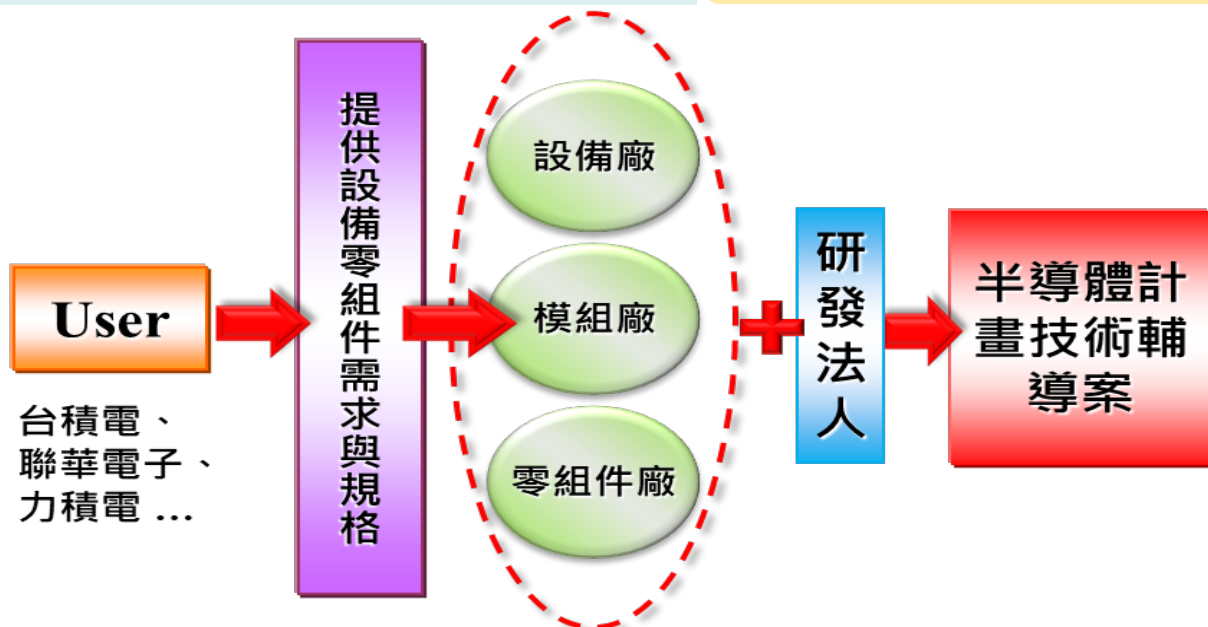 User
台積電、
聯華電子、
力積電 ...
提供設備零組件需求與規格
設備廠
模組廠
零組件廠
研發法人
半導體計
畫技術輔
導案